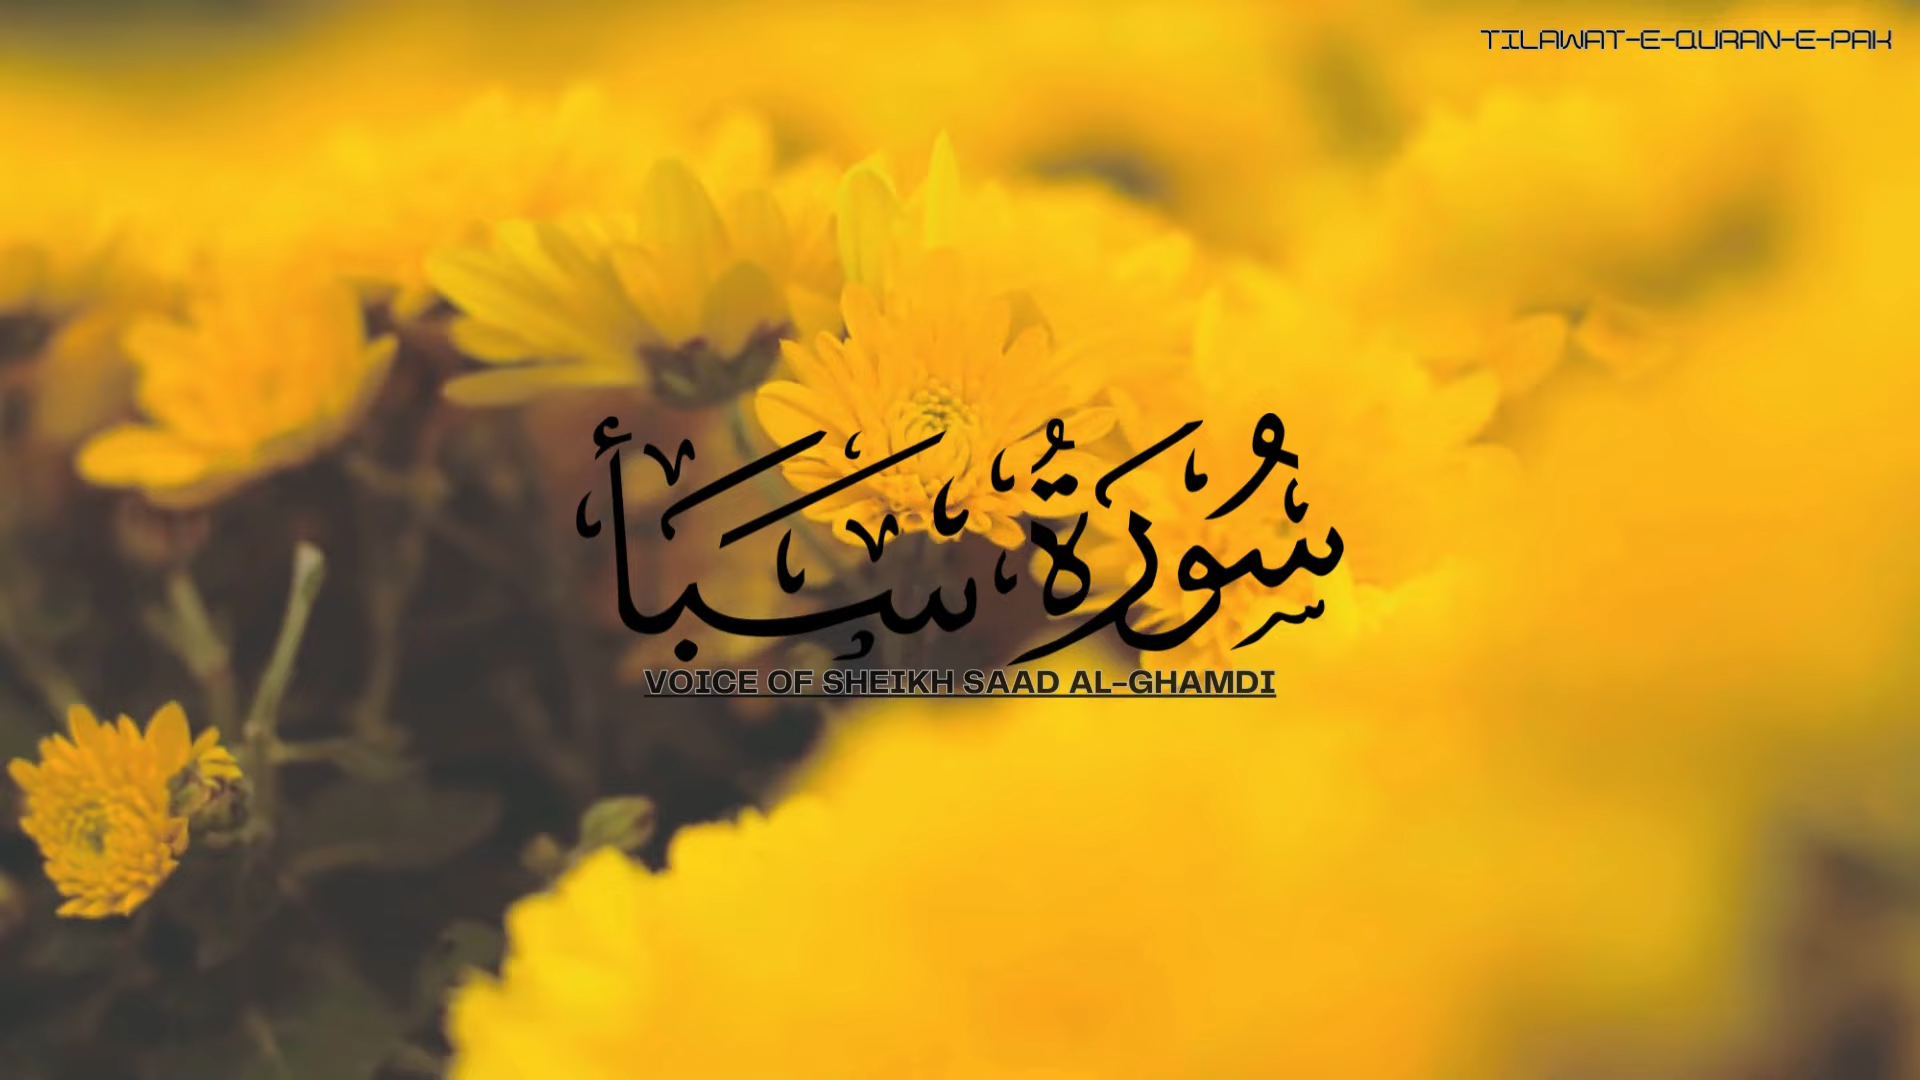 TILAWAT-E-QURAN-E-PAK
سُورَةُ سَبَأ
VOICE OF SHEIKH SAAD AL-GHAMDI